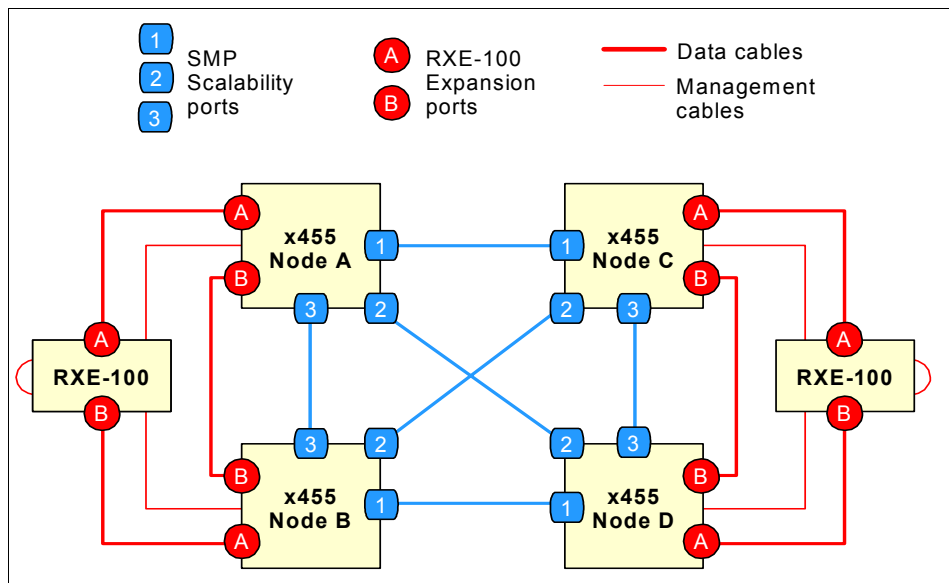 1
2
3
SMP
Scalability
ports
A
B
RXE-100
Expansion
ports
Data cables
Management
cables
A
B
x455
Node A
1
3
2
x455
Node C
1
2
3
A
B
A
RXE-100
B
A
RXE-100
B
B
A
x455
Node B
3
2
1
x455
Node D
2
3
1
B
A